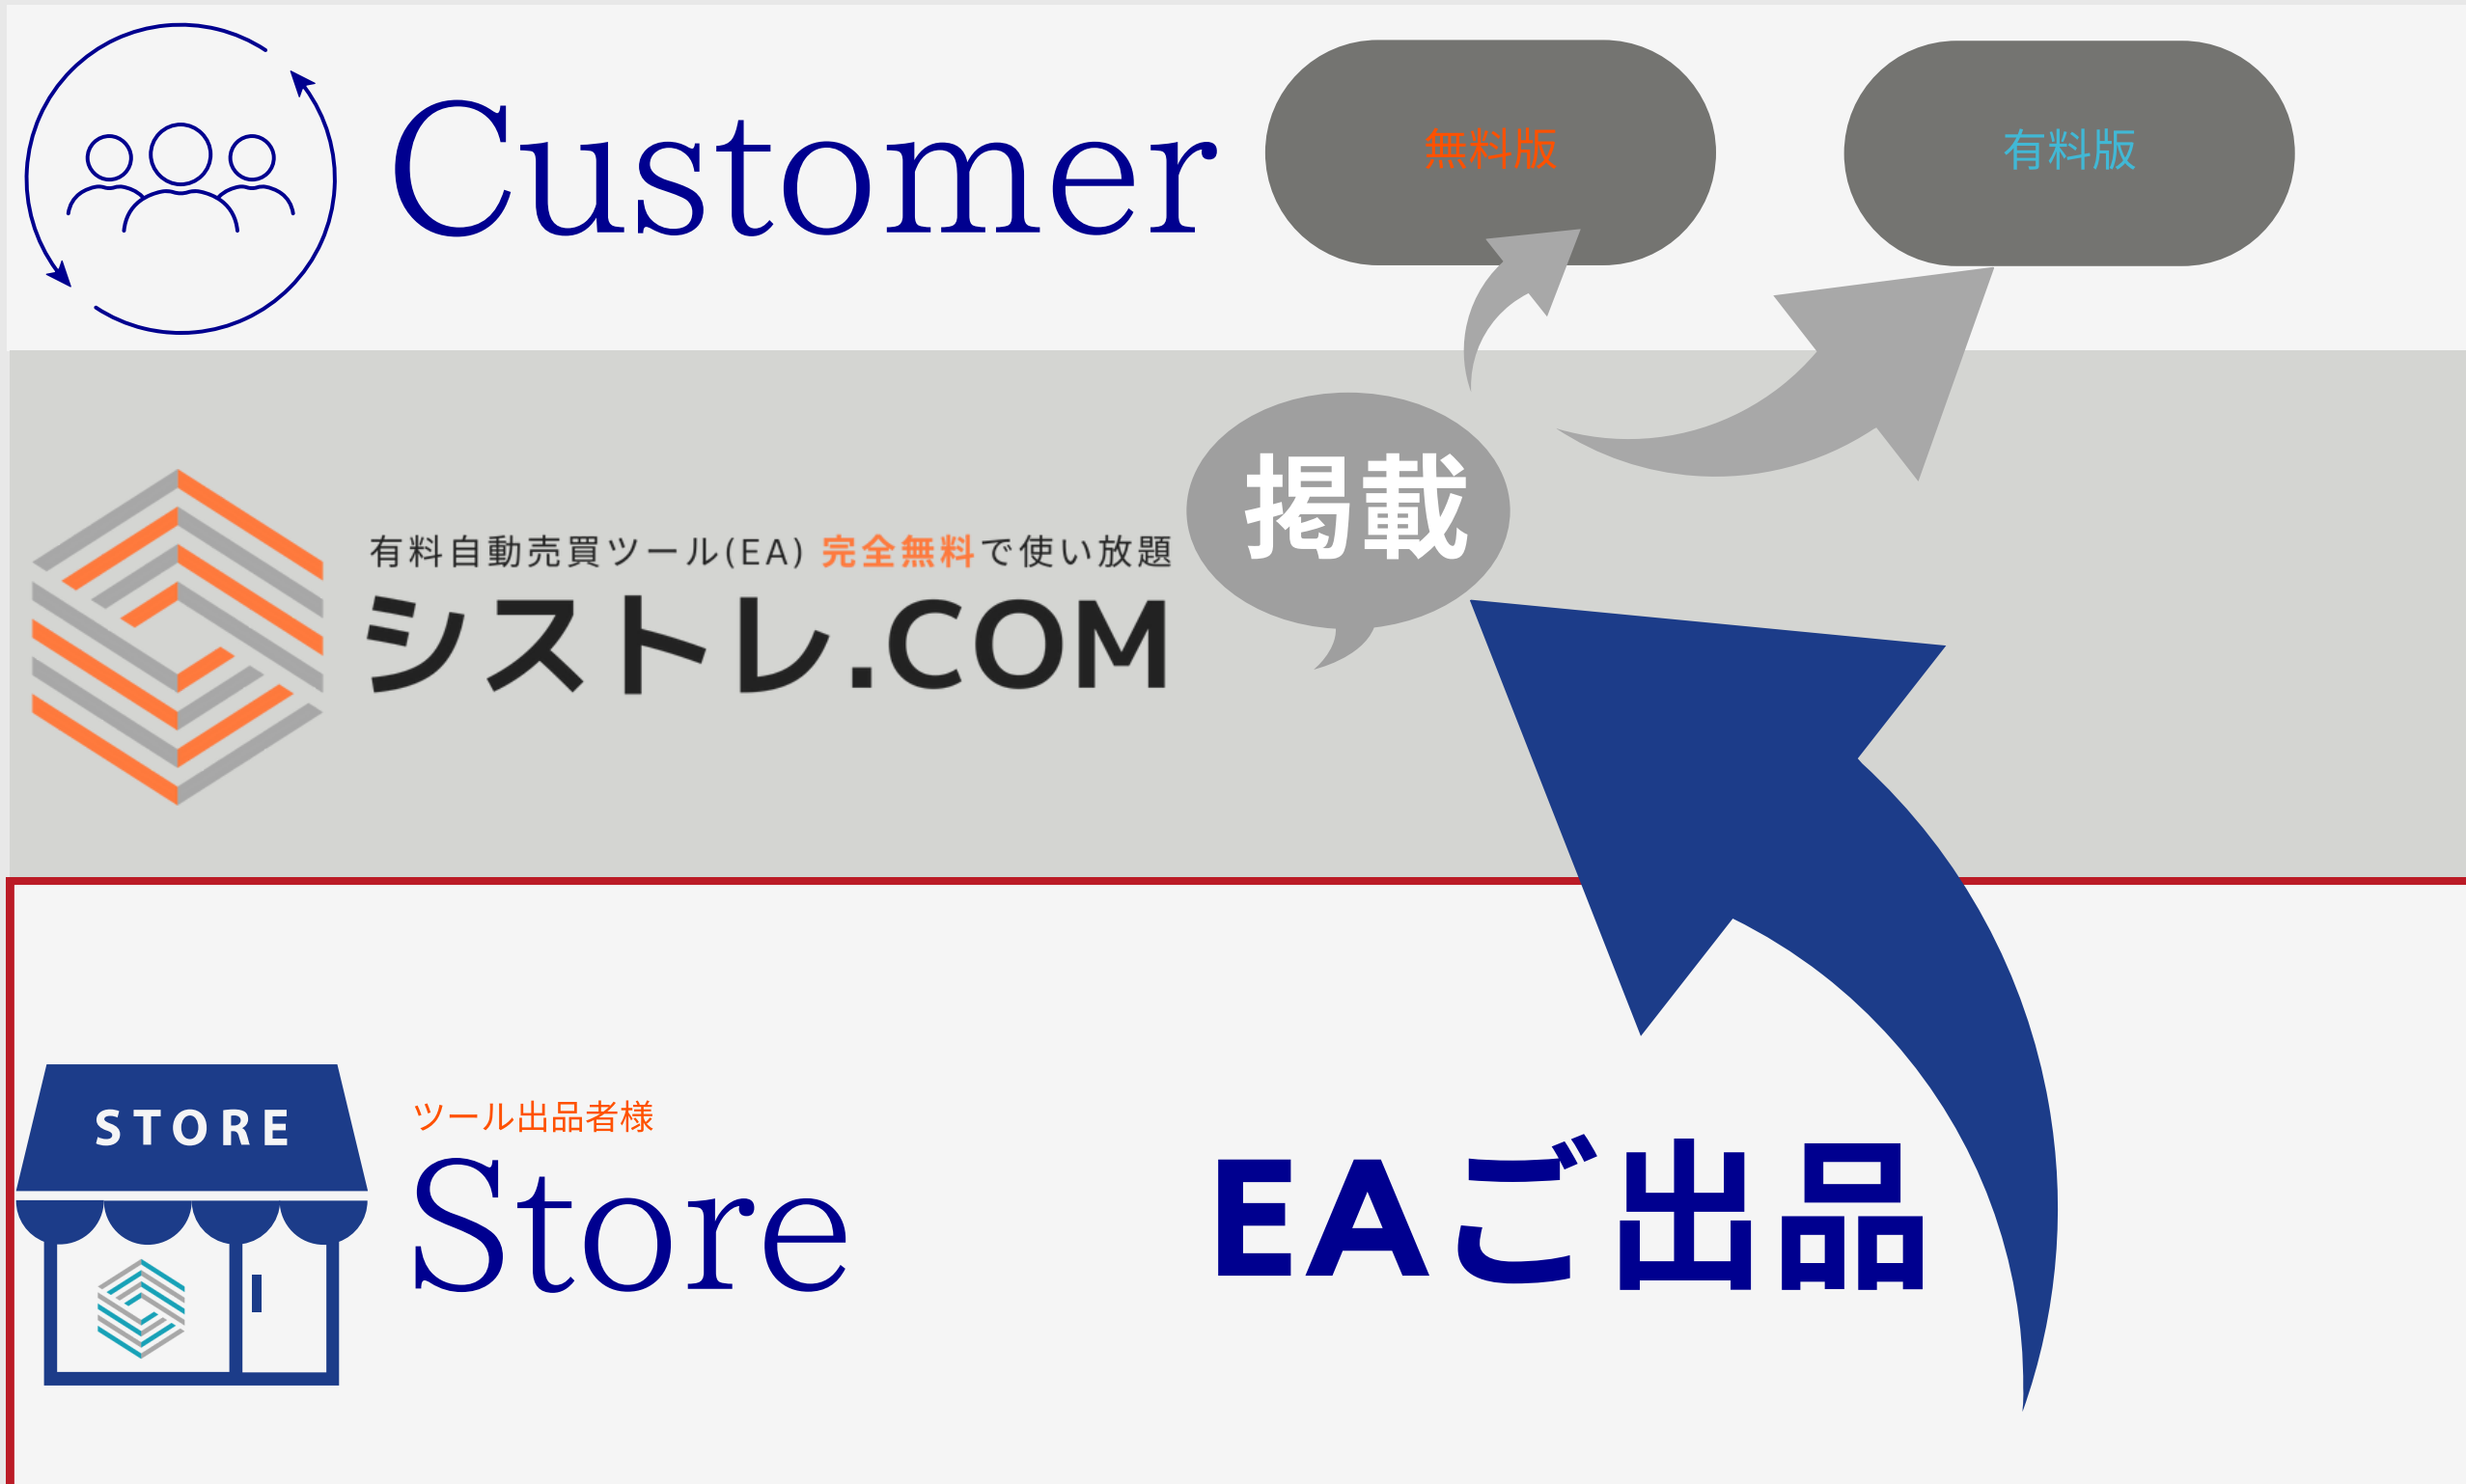 Customer
無料版
有料版
有料自動売買ツール(EA)完全無料で使い放題
シストレ.COM
掲載
STORE
ツール出品者様
Store
EAご出品